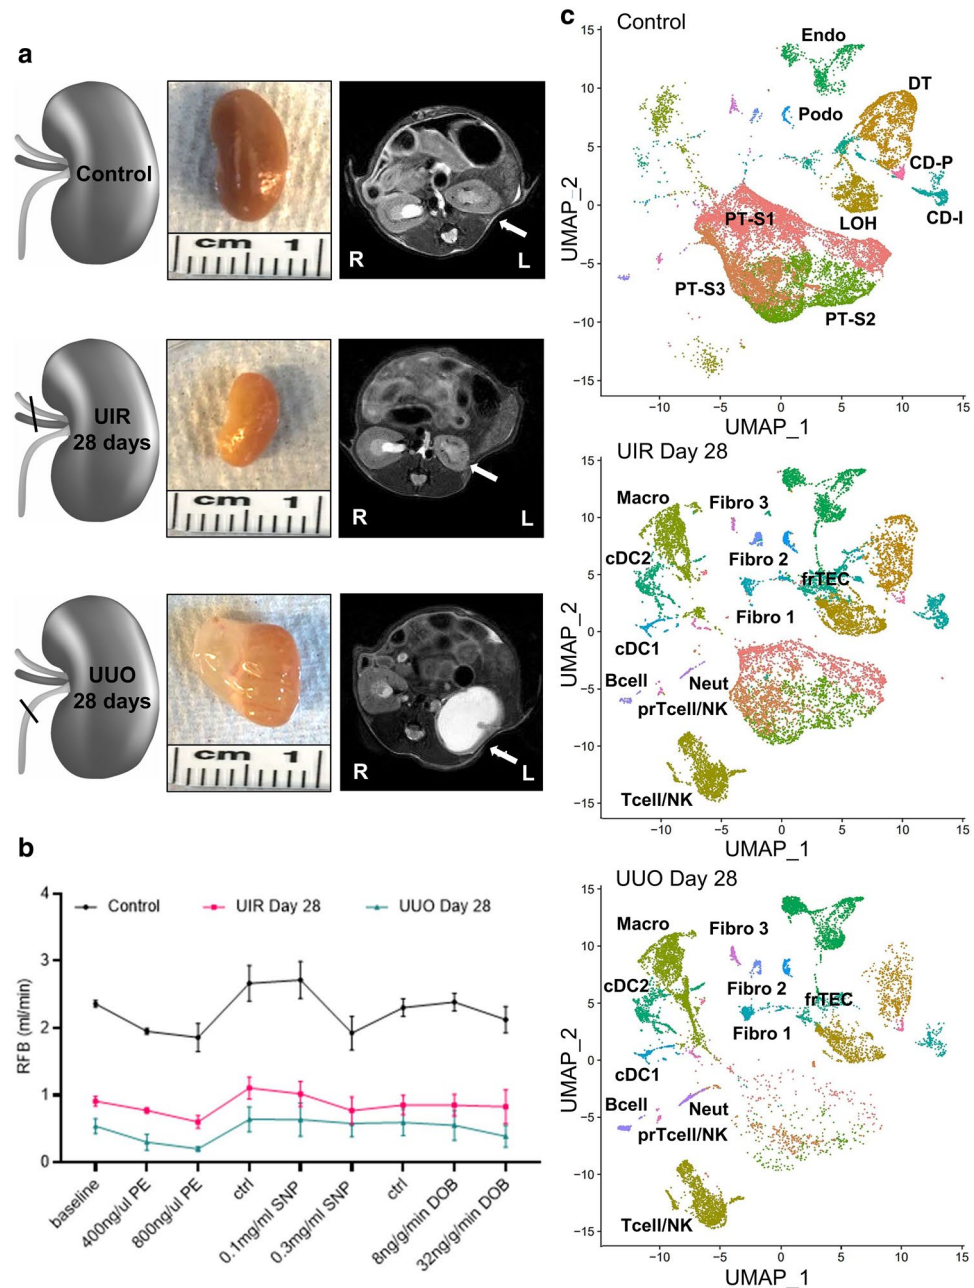 a
Control
cm 1
R
L
UIR
28 days
cm 1
R
L
UUO
28 days
cm 1
R
L
b
4
3
2
1
0
RFB (ml/min)
Control
UIR Day 28
UUO Day 28
baseline
400ng/ul PE
800ng/ul PE
ctrl
0.1mg/ml SNP
0.3mg/ml SNP
ctrl
8ng/g/min DOB
32ng/g/min DOB
c
Control
15
10
5
0
−5
−10
−15
UMAP_2
Endo
DT
Podo
CD-P
CD-I
LOH
PT-S1
PT-S3
PT-S2
−10
−5
0
5
10
15
UMAP_1
UIR Day 28
15
10
5
0
−5
−10
−15
UMAP_2
Macro
Fibro 3
cDC2
Fibro 2
frTEC
Fibro 1
cDC1
Bcell
Neut
prTcell/NK
Tcell/NK
−10
−5
0
5
10
15
UMAP_1
UUO Day 28
15
10
5
0
−5
−10
−15
UMAP_2
Macro
Fibro 3
cDC2
Fibro 2
frTEC
Fibro 1
cDC1
Bcell
Neut
prTcell/NK
Tcell/NK
−10
−5
0
5
10
15
UMAP_1